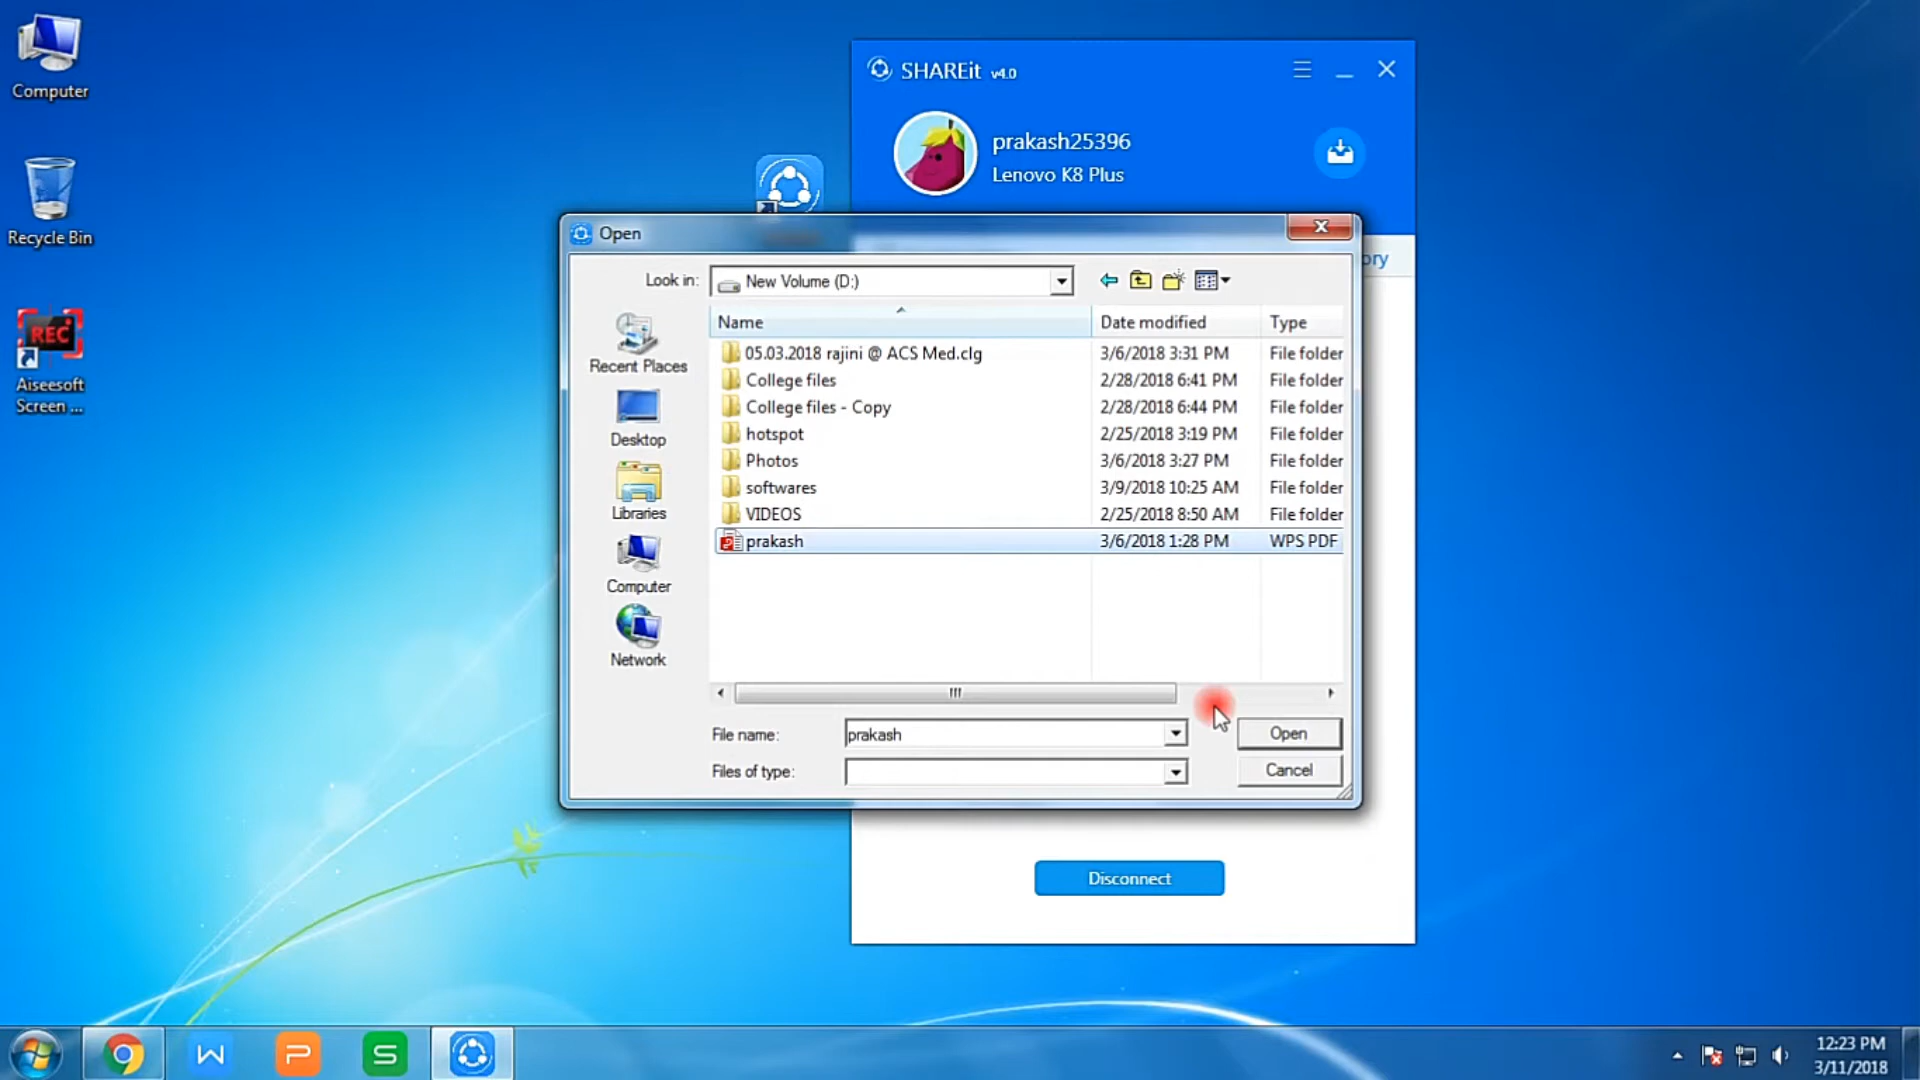 Computer
Recycle Bin
REC
Aiseesoft
Screen ...
SHAREit v4.0
prakash25396
Lenovo K8 Plus
ory
Open
Look in: New Volume (D:)
Name Date modified Type
05.03.2018 rajini @ ACS Med.clg 3/6/2018 3:31 PM File folder
College files 2/28/2018 6:41 PM File folder
College files - Copy 2/28/2018 6:44 PM File folder
hotspot 2/25/2018 3:19 PM File folder
Photos 3/6/2018 3:27 PM File folder
softwares 3/9/2018 10:25 AM File folder
VIDEOS 2/25/2018 8:50 AM File folder
prakash 3/6/2018 1:28 PM WPS PDF
Recent Places
Desktop
Libraries
Computer
Network
File name: prakash Open
Files of type: Cancel
Disconnect
W P S
12:23 PM
3/11/2018